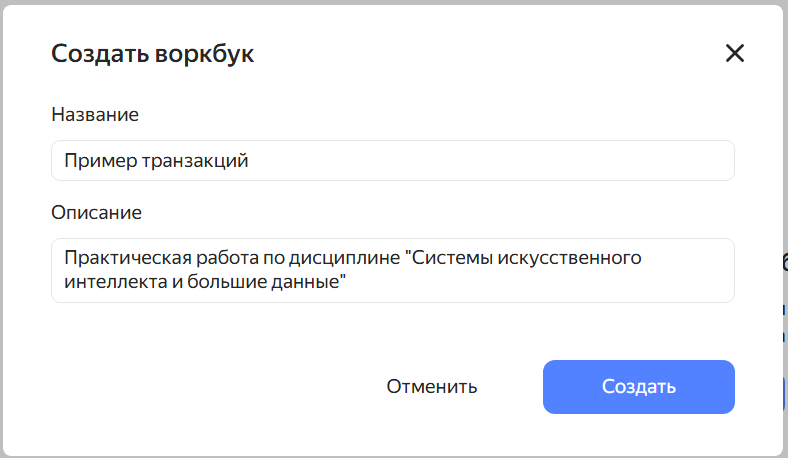 Создать воркбук
Название
Пример транзакций
Описание
Практическая работа по дисциплине "Системы искусственного
интеллекта и большие данные"
Отменить
Создать